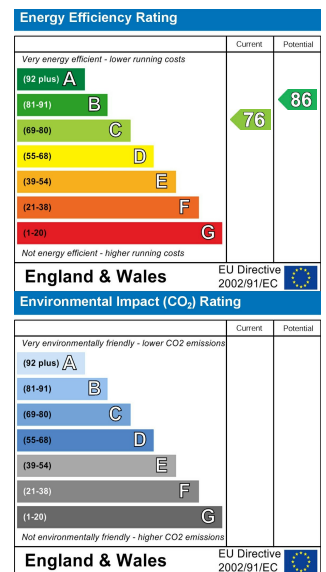 Energy Efficiency Rating
Current Potential
Very energy efficient - lower running costs
(92 plus) A
(81-91) B
(69-80) C
(55-68) D
(39-54) E
(21-38) F
(1-20) G
76
86
Not energy efficient - higher running costs
England & Wales
EU Directive
2002/91/EC
Environmental Impact (CO₂) Rating
Current Potential
Very environmentally friendly - lower CO2 emissions
(92 plus) A
(81-91) B
(69-80) C
(55-68) D
(39-54) E
(21-38) F
(1-20) G
Not environmentally friendly - higher CO2 emissions
England & Wales
EU Directive
2002/91/EC